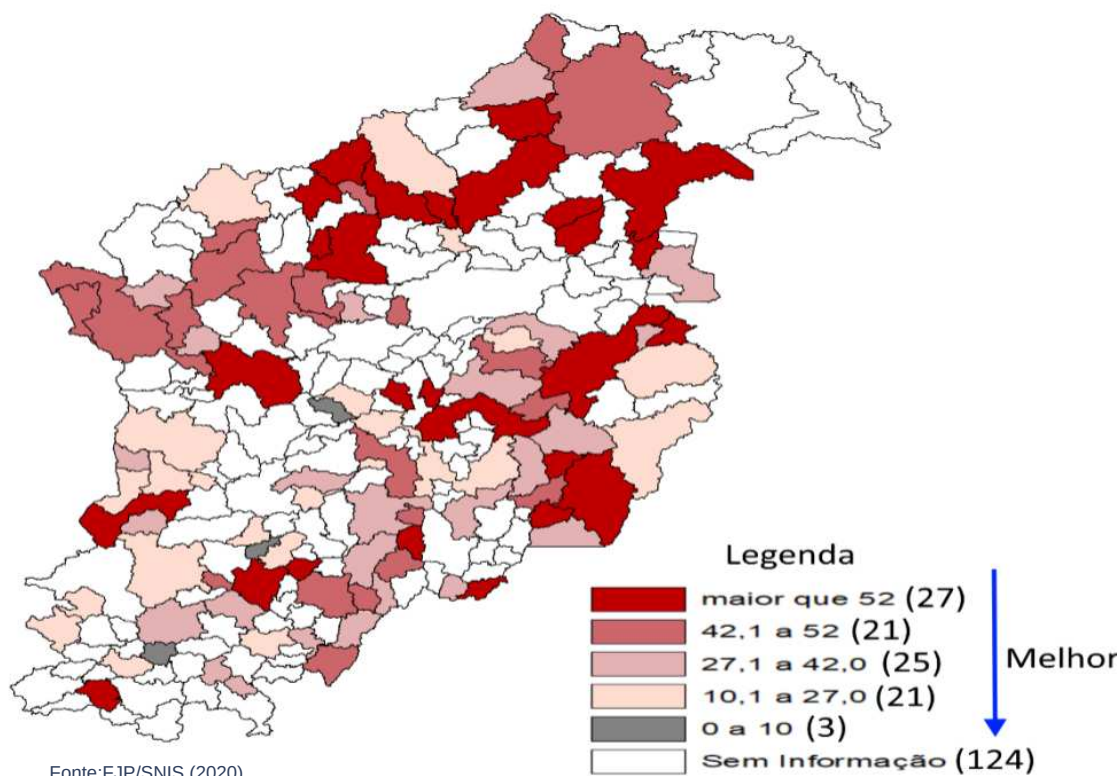 Legenda
maior que 52 (27)
42,1 a 52 (21)
27,1 a 42,0 (25)
10,1 a 27,0 (21)
0 a 10 (3)
Sem Informação (124)
Melhor
Fonte:FJP/SNIS (2020)